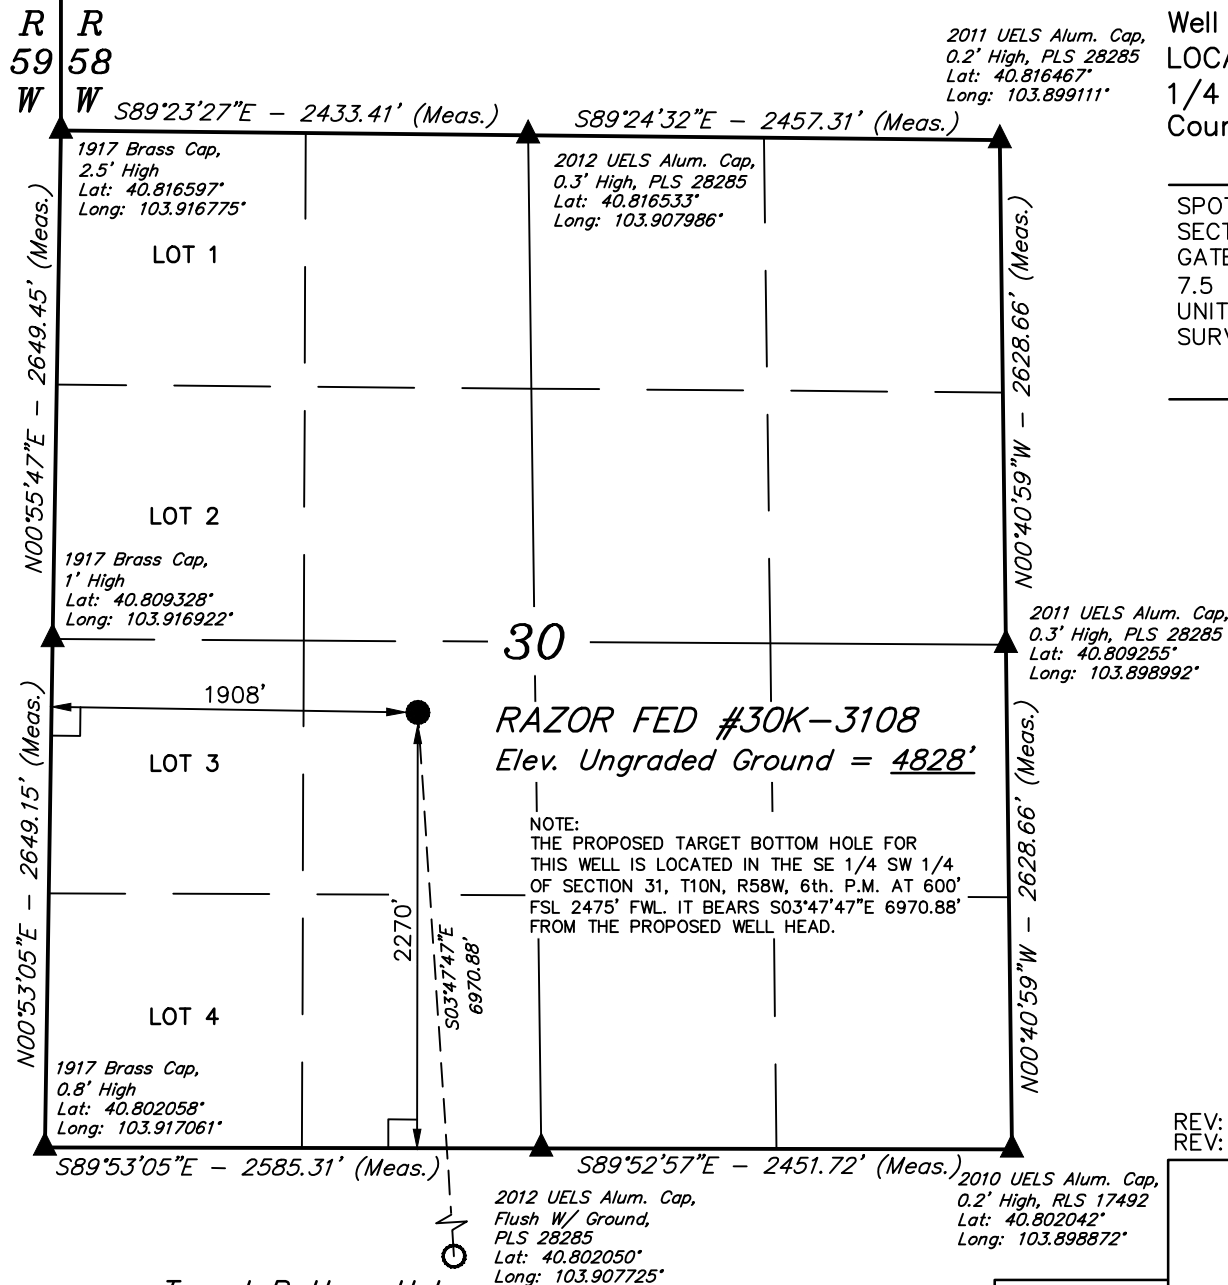 R R
59 58
W W
S89°23'27"E - 2433.41' (Meas.)
S89°24'32"E - 2457.31' (Meas.)
2011 UELS Alum. Cap,
0.2' High, PLS 28285
Lat: 40.816467°
Long: 103.899111°
Well
1/4
1917 Brass Cap,
2.5' High
Lat: 40.816597°
Long: 103.916775°
2012 UELS Alum. Cap,
0.3' High, PLS 28285
Lat: 40.816533°
Long: 103.907986°
7.5
UNIT
LOT 1
N00°55'47"E - 2649.45' (Meas.)
N00°40'59"W - 2628.66' (Meas.)
LOT 2
1917 Brass Cap,
1' High
Lat: 40.809328°
Long: 103.916922°
30
2011 UELS Alum. Cap,
0.3' High, PLS 28285
Lat: 40.809255°
Long: 103.898992°
1908'
RAZOR FED #30K-3108
Elev. Ungraded Ground = 4828'
LOT 3
N00°53'05"E - 2649.15' (Meas.)
N00°40'59"W - 2628.66' (Meas.)
NOTE:
THE PROPOSED TARGET BOTTOM HOLE FOR
THIS WELL IS LOCATED IN THE SE 1/4 SW 1/4
OF SECTION 31, T10N, R58W, 6th. P.M. AT 600'
FSL 2475' FWL. IT BEARS S03°47'47"E 6970.88'
FROM THE PROPOSED WELL HEAD.
2270'
S03°47'47"E
6970.88'
LOT 4
1917 Brass Cap,
0.8' High
Lat: 40.802058°
Long: 103.917061°
REV:
REV:
S89°53'05"E - 2585.31' (Meas.)
S89°52'57"E - 2451.72' (Meas.)
2010 UELS Alum. Cap,
0.2' High, RLS 17492
Lat: 40.802042°
Long: 103.898872°
2012 UELS Alum. Cap,
Flush W/ Ground,
PLS 28285
Lat: 40.802050°
Long: 103.907725°